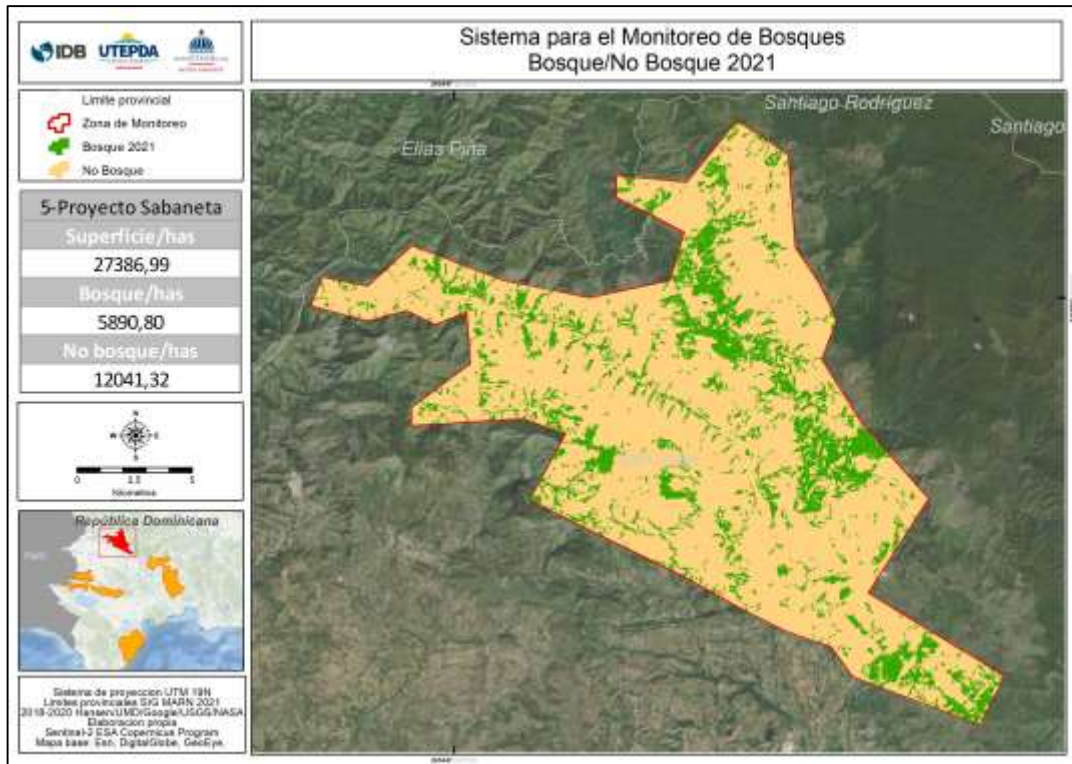 IDB
UTEPDA
Sistema para el Monitoreo de Bosques
Bosque/No Bosque 2021
Limite provincial
Zona de Monitoreo
Bosque 2021
No Bosque
5-Proyecto Sabaneta
Superficie/has
27386,99
Bosque/has
5890,80
No bosque/has
12041,32
N
W
E
S
0 2,5 5
Kilometros
República Dominicana
Sistema de proyeccion UTM 19N
Limites provinciales SIG MARN 2021
2018-2020 Hansen/UMD/Google/USGS/NASA
Elaboracion propia
Sentinel-2 ESA Copernicus Program
Mapa base: Esri, DigitalGlobe, GeoEye,
Santiago Rodríguez
Santiago
Elías Piña